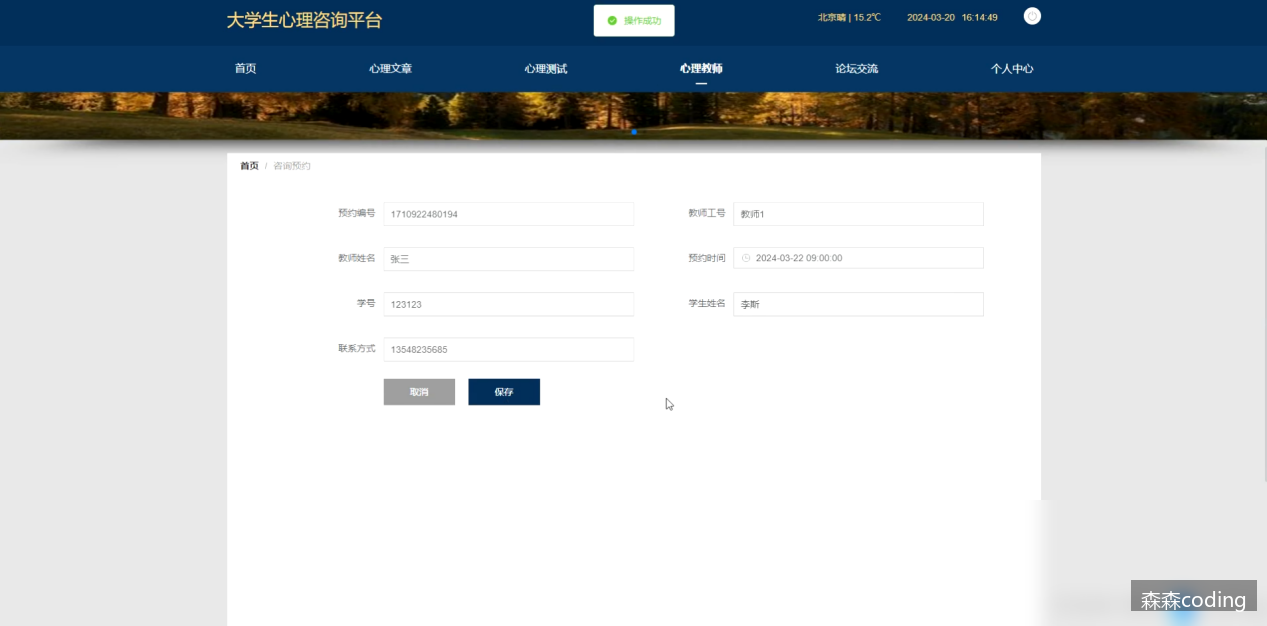 大学生心理咨询平台
操作成功
北京晴 | 15.2℃ 2024-03-20 16:14:49
首页 心理文章 心理测试 心理教师 论坛交流 个人中心
首页 / 咨询预约
预约编号 1710922480194 教师工号 教师1
教师姓名 张三 预约时间 2024-03-22 09:00:00
学号 123123 学生姓名 李斯
联系方式 13548235685
取消 保存
森森coding